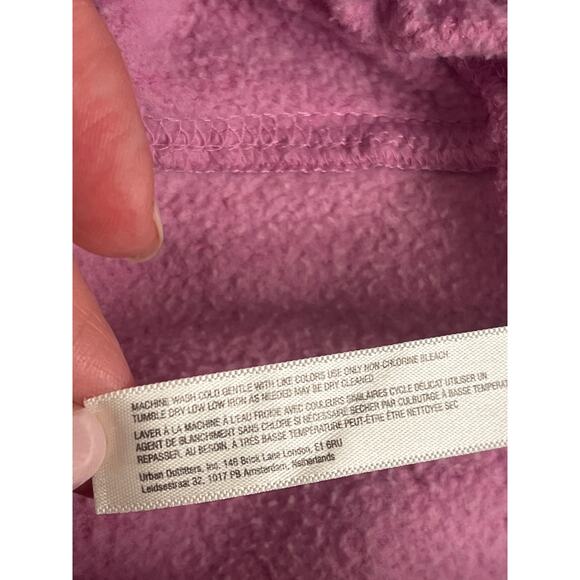 MACHINE WASH COLD GENTLE WITH LIKE COLORS USE ONLY NON-CHLORINE BLEACH
TUMBLE DRY LOW LOW IRON AS NEEDED MAY BE DRY CLEANED
LAVER À LA MACHINE À L'EAU FROIDE AVEC COULEURS SIMILAIRES CYCLE DÉLICAT UTILISER UN
AGENT DE BLANCHIMENT SANS CHLORE SI NÉCESSAIRE SÉCHER PAR CULBUTAGE À BASSE TEMPERAT
REPASSER, AU BESOIN, À TRÈS BASSE TEMPÉRATURE PEUT-ÊTRE NETTOYÉE SEC
Urban Outfitters, Inc. 146 Brick Lane London, E1 6RU
Leidsestraat 32, 1017 PB Amsterdam, Netherlands